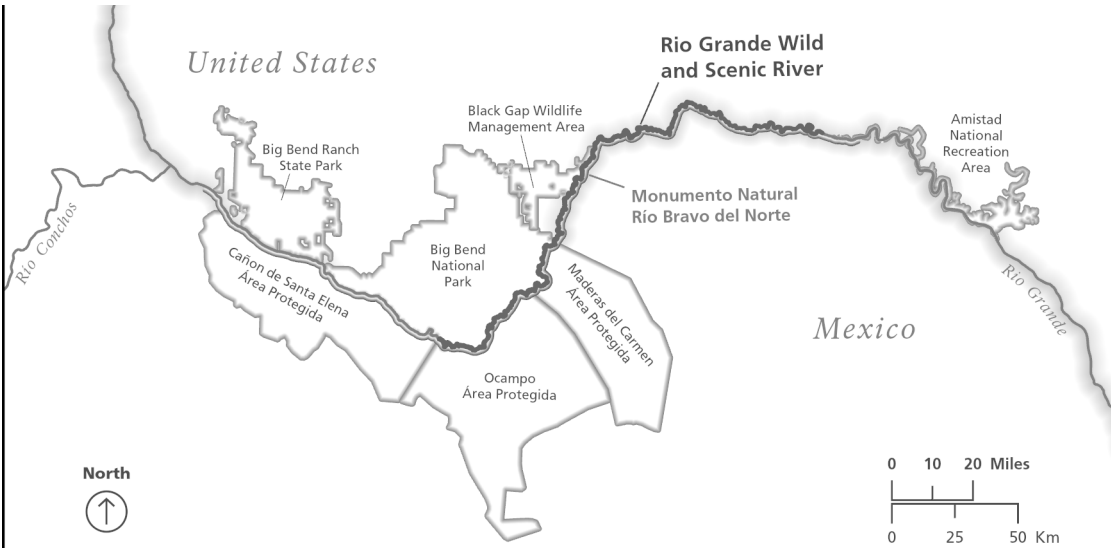 United States
Rio Grande Wild
and Scenic River
Black Gap Wildlife
Management Area
Amistad
National
Recreation
Area
Big Bend Ranch
State Park
Monumento Natural
Río Bravo del Norte
Rio Conchos
Big Bend
National
Park
Cañon de Santa Elena
Área Protegida
Maderas del Carmen
Área Protegida
Rio Grande
Mexico
Ocampo
Área Protegida
North
0 10 20 Miles
0 25 50 Km